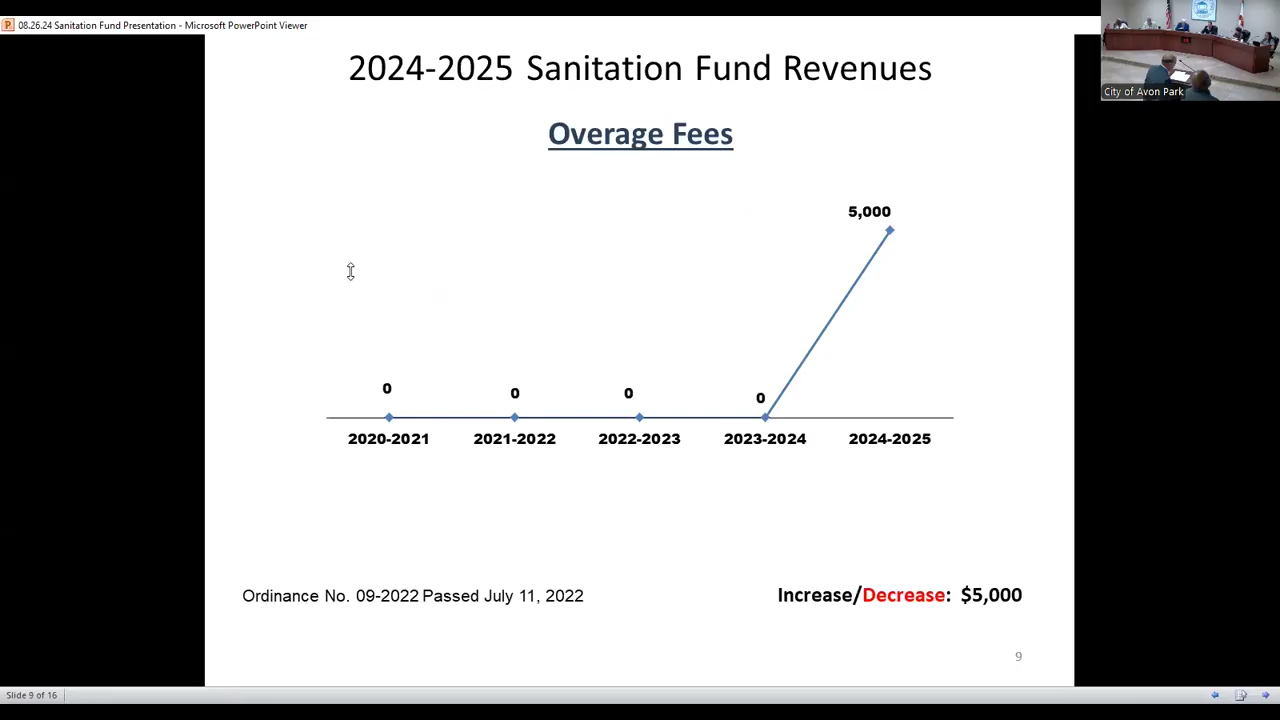 08.26.24 Sanitation Fund Presentation - Microsoft PowerPoint Viewer
City of Avon Park
2024-2025 Sanitation Fund Revenues
Overage Fees
5,000
0 0 0 0
2020-2021 2021-2022 2022-2023 2023-2024 2024-2025
Ordinance No. 09-2022 Passed July 11, 2022
Increase/Decrease: $5,000
9
Slide 9 of 16